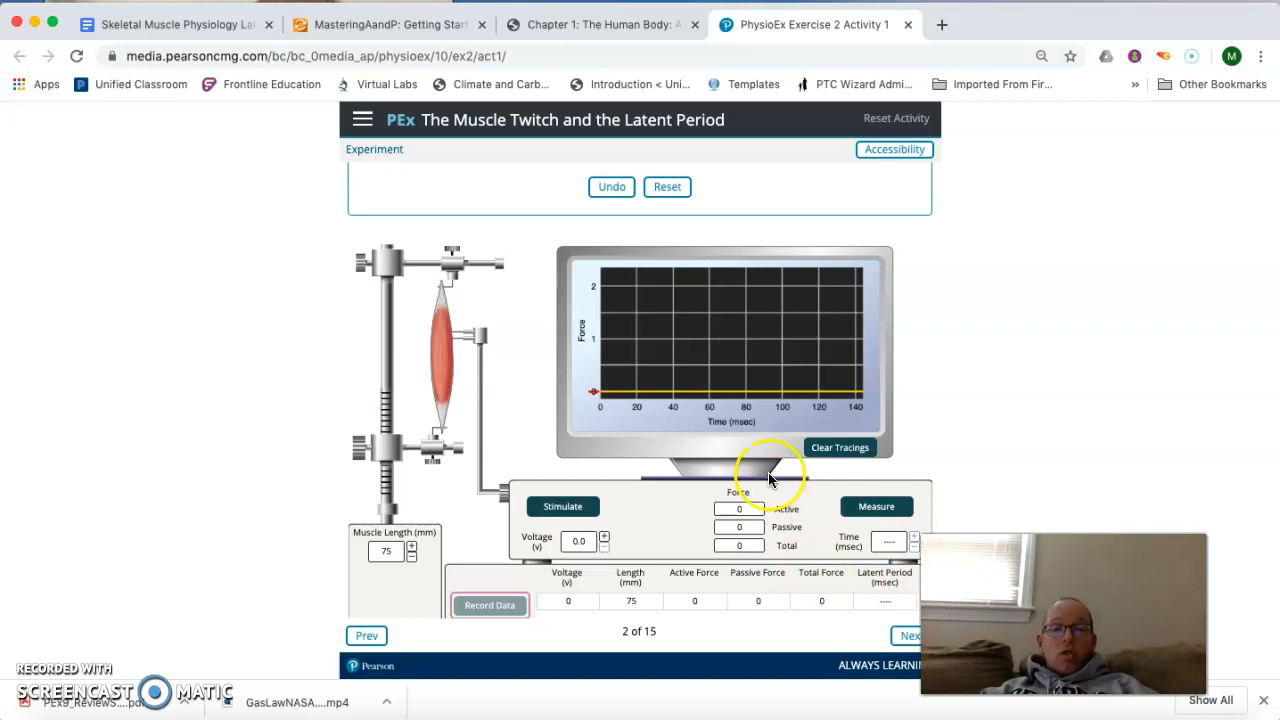 Skeletal Muscle Physiology La
MasteringAandP: Getting Star
Chapter 1: The Human Body: A
PhysioEx Exercise 2 Activity 1
media.pearsoncmg.com/bc/bc_0media_ap/physioex/10/ex2/act1/
M
Apps
Unified Classroom
Frontline Education
Virtual Labs
Climate and Carb...
Introduction < Uni...
Templates
PTC Wizard Admi...
Imported From Fir...
»
Other Bookmarks
PEx The Muscle Twitch and the Latent Period
Reset Activity
Experiment
Accessibility
Undo
Reset
2
1
0
Force
0 20 40 60 80 100 120 140
Time (msec)
Clear Tracings
Stimulate
Voltage
(v)
0.0
+
−
Force
0 Active
0 Passive
0 Total
Measure
Time
(msec)
----
+
−
Muscle Length (mm)
75
+
−
Voltage
(v)
Length
(mm)
Active Force
Passive Force
Total Force
Latent Period
(msec)
Record Data
0 75 0 0 0 ----
Prev
2 of 15
Nex
Pearson
ALWAYS LEARNIN
RECORDED WITH
SCREENCAST MATIC
PEx9_ReviewS....pdf
GasLawNASA....mp4
Show All